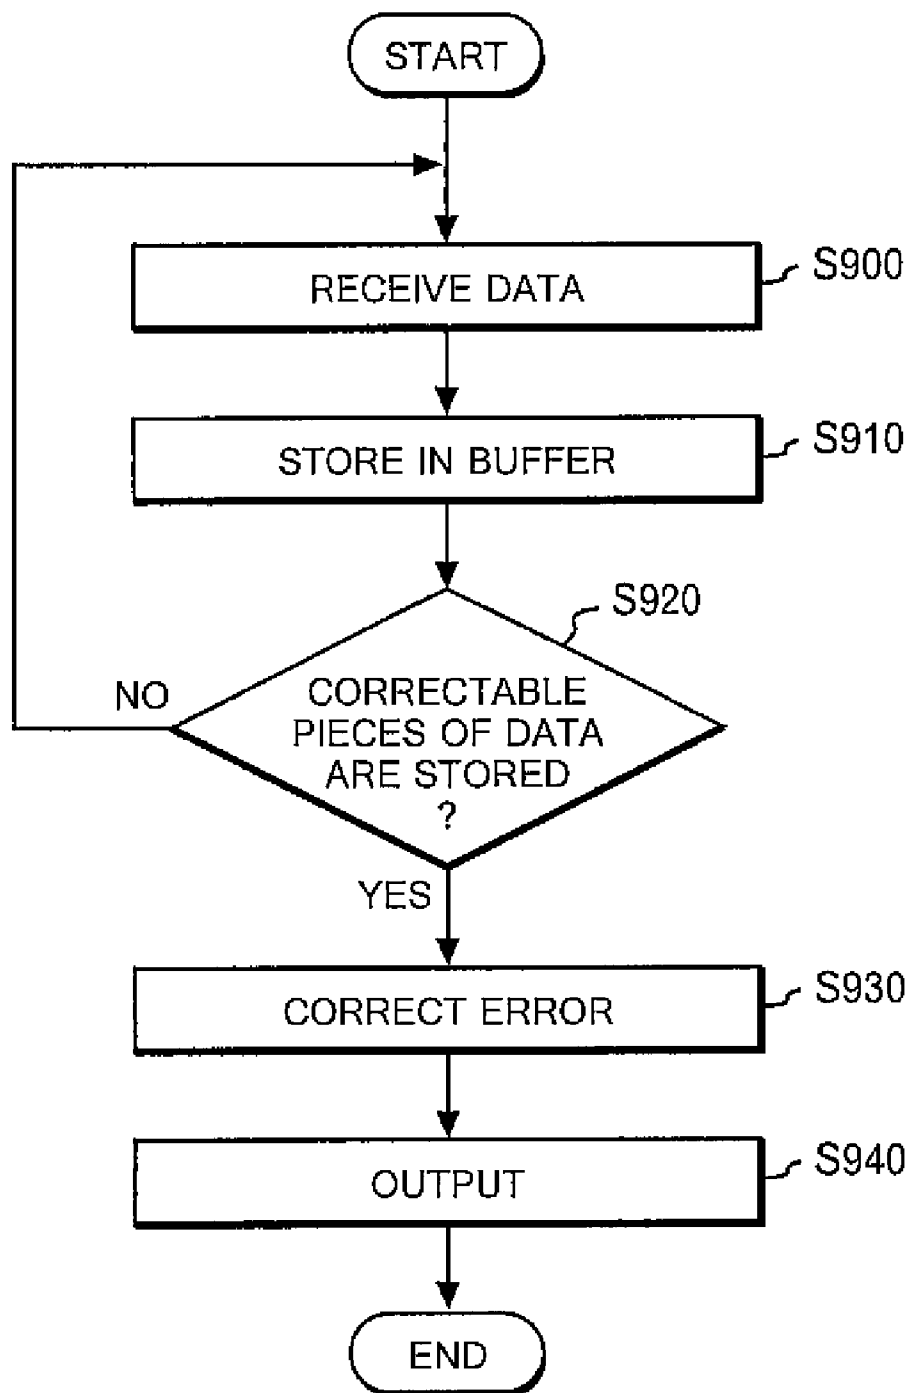 START
RECEIVE DATA
S900
STORE IN BUFFER
S910
S920
NO
CORRECTABLE
PIECES OF DATA
ARE STORED
?
YES
CORRECT ERROR
S930
OUTPUT
S940
END